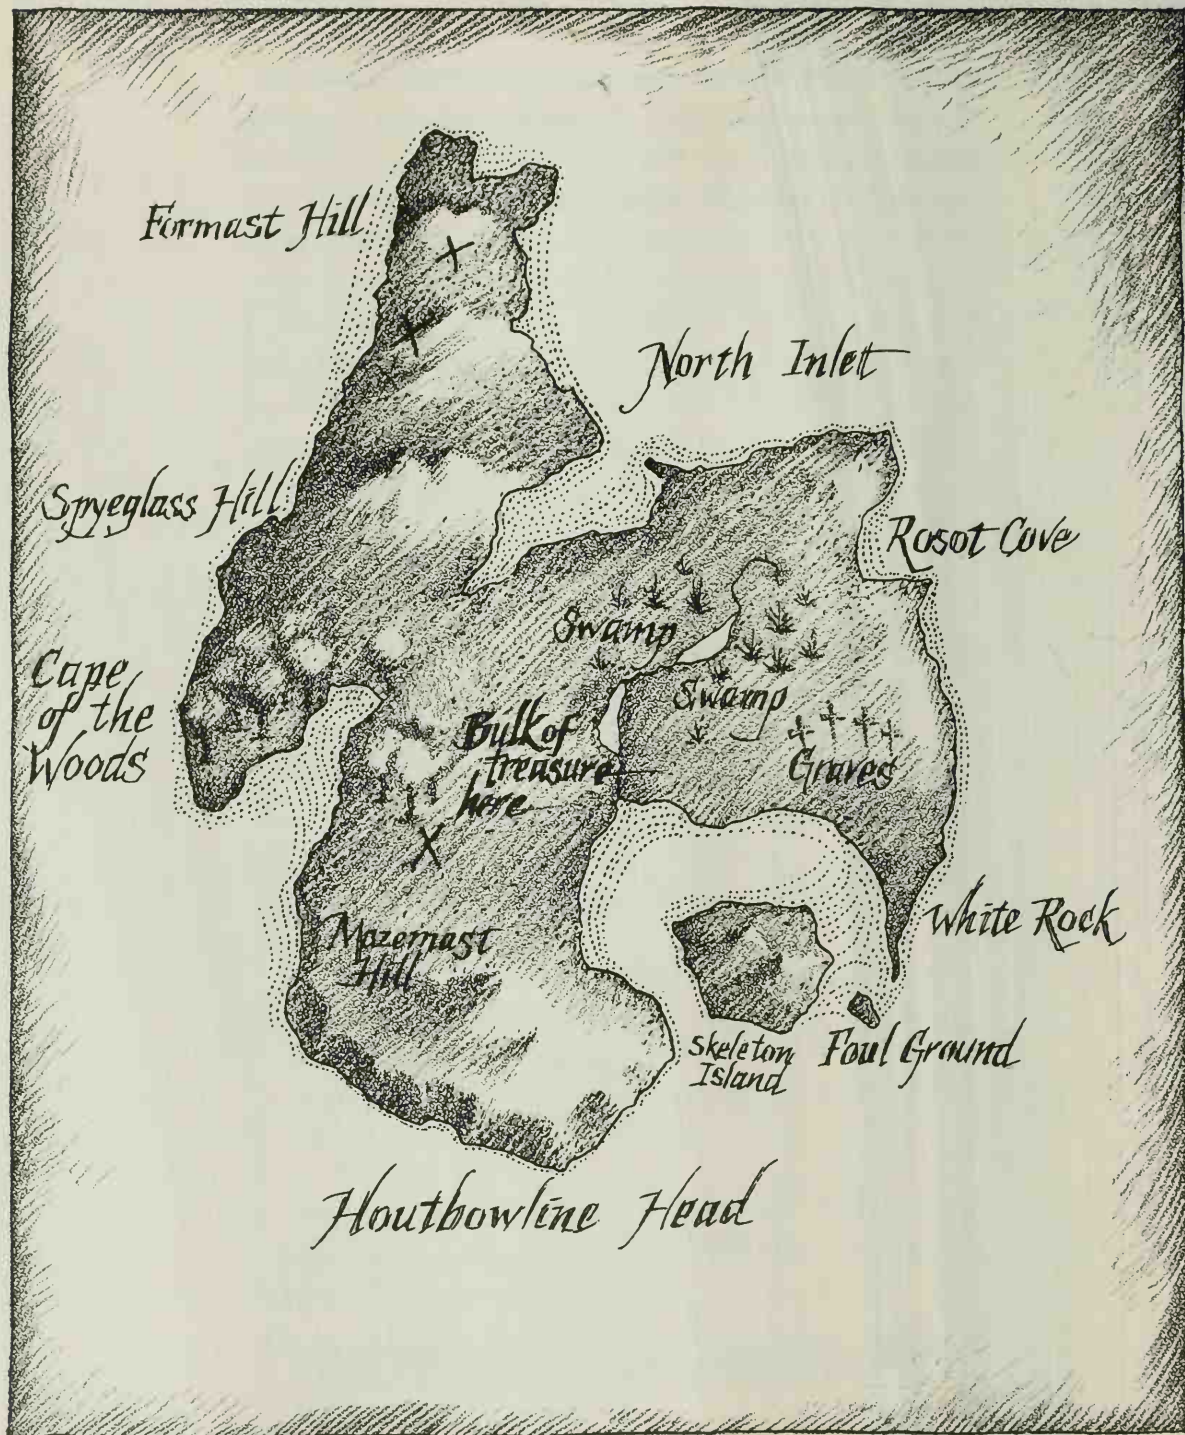 Formast Hill
North Inlet
Spyeglass Hill
Rosot Cove
Swamp
Cape
of the
Woods
Swamp
Bulk of
treasure
here
Graves
White Rock
Mazemast
Hill
Skeleton
Island
Foul Ground
Houtbowline Head